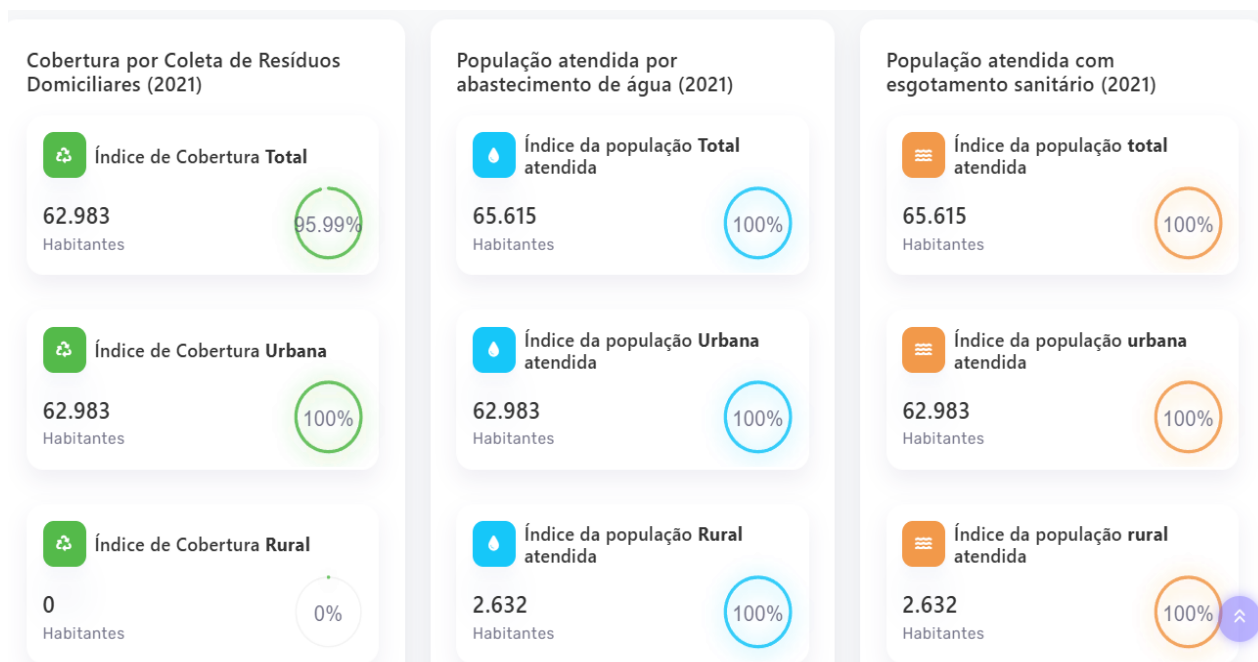 Cobertura por Coleta de Resíduos
Domiciliares (2021)
Índice de Cobertura Total
62.983
Habitantes
95.99%
Índice de Cobertura Urbana
62.983
Habitantes
100%
Índice de Cobertura Rural
0
Habitantes
0%
População atendida por
abastecimento de água (2021)
Índice da população Total
atendida
65.615
Habitantes
100%
Índice da população Urbana
atendida
62.983
Habitantes
100%
Índice da população Rural
atendida
2.632
Habitantes
100%
População atendida com
esgotamento sanitário (2021)
Índice da população total
atendida
65.615
Habitantes
100%
Índice da população urbana
atendida
62.983
Habitantes
100%
Índice da população rural
atendida
2.632
Habitantes
100%